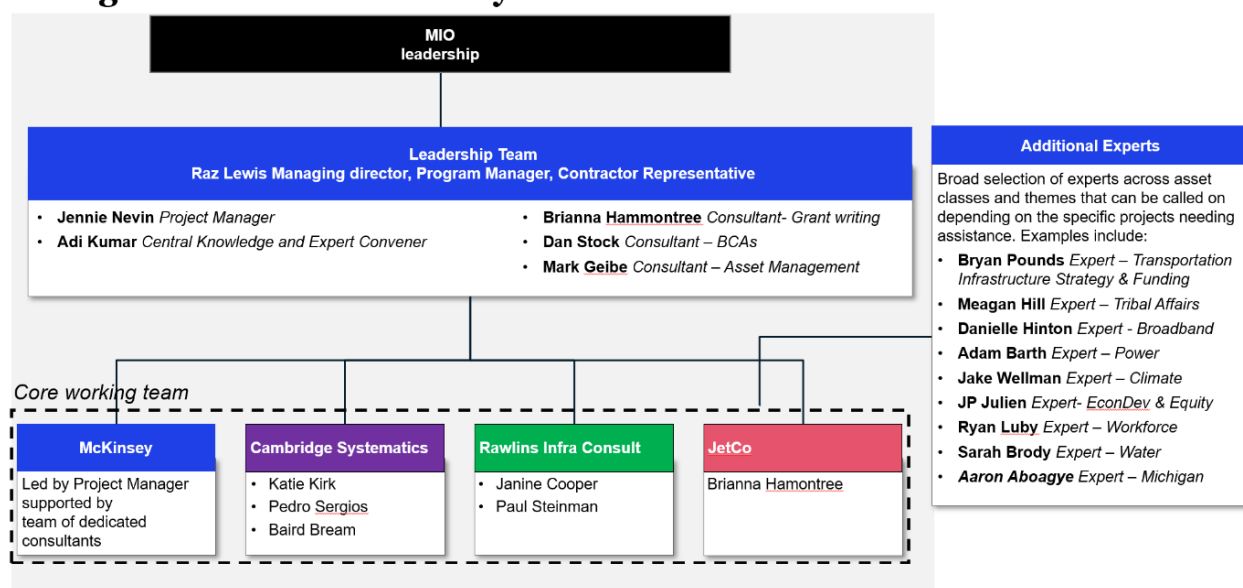 MIO
leadership
Leadership Team
Raz Lewis Managing director, Program Manager, Contractor Representative
• Jennie Nevin Project Manager
• Adi Kumar Central Knowledge and Expert Convener
• Brianna Hammontree Consultant- Grant writing
• Dan Stock Consultant – BCAs
• Mark Geibe Consultant – Asset Management
Additional Experts
Broad selection of experts across asset
classes and themes that can be called on
depending on the specific projects needing
assistance. Examples include:
• Bryan Pounds Expert – Transportation
Infrastructure Strategy & Funding
• Meagan Hill Expert – Tribal Affairs
• Danielle Hinton Expert - Broadband
• Adam Barth Expert – Power
• Jake Wellman Expert – Climate
• JP Julien Expert- EconDev & Equity
• Ryan Luby Expert – Workforce
• Sarah Brody Expert – Water
• Aaron Aboagye Expert – Michigan
Core working team
McKinsey
Led by Project Manager
supported by
team of dedicated
consultants
Cambridge Systematics
• Katie Kirk
• Pedro Sergios
• Baird Bream
Rawlins Infra Consult
• Janine Cooper
• Paul Steinman
JetCo
Brianna Hamontree